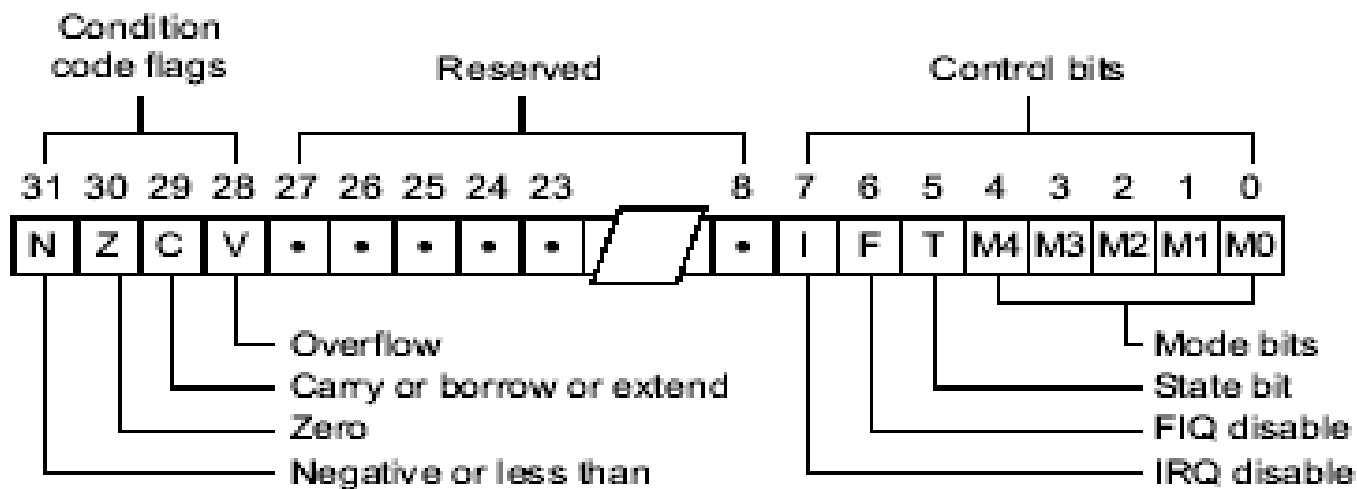 Condition
code flags
Reserved
Control bits
31 30 29 28 27 26 25 24 23 8 7 6 5 4 3 2 1 0
N Z C V • • • • • • I F T M4 M3 M2 M1 M0
Overflow
Mode bits
Carry or borrow or extend
State bit
Zero
FIQ disable
Negative or less than
IRQ disable